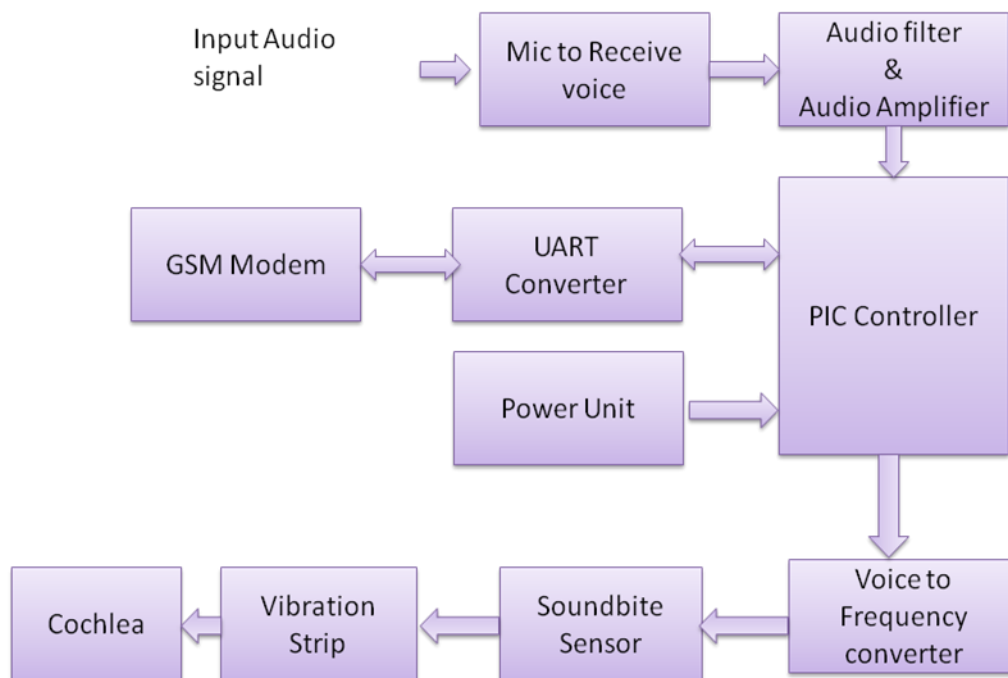 Input Audio
signal
Mic to Receive
voice
Audio filter
&
Audio Amplifier
GSM Modem
UART
Converter
PIC Controller
Power Unit
Cochlea
Vibration
Strip
Soundbite
Sensor
Voice to
Frequency
converter